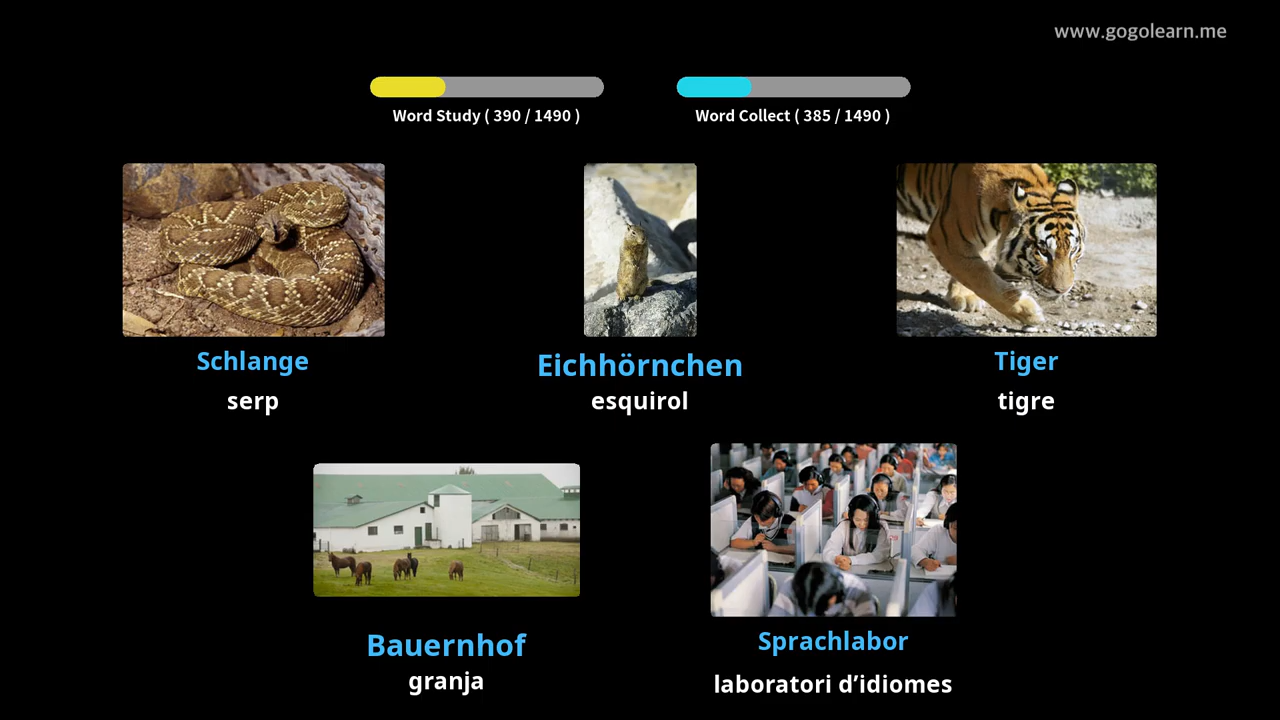 www.gogolearn.me
Word Study ( 390 / 1490 )
Word Collect ( 385 / 1490 )
Schlange
serp
Eichhörnchen
esquirol
Tiger
tigre
Bauernhof
granja
Sprachlabor
laboratori d’idiomes